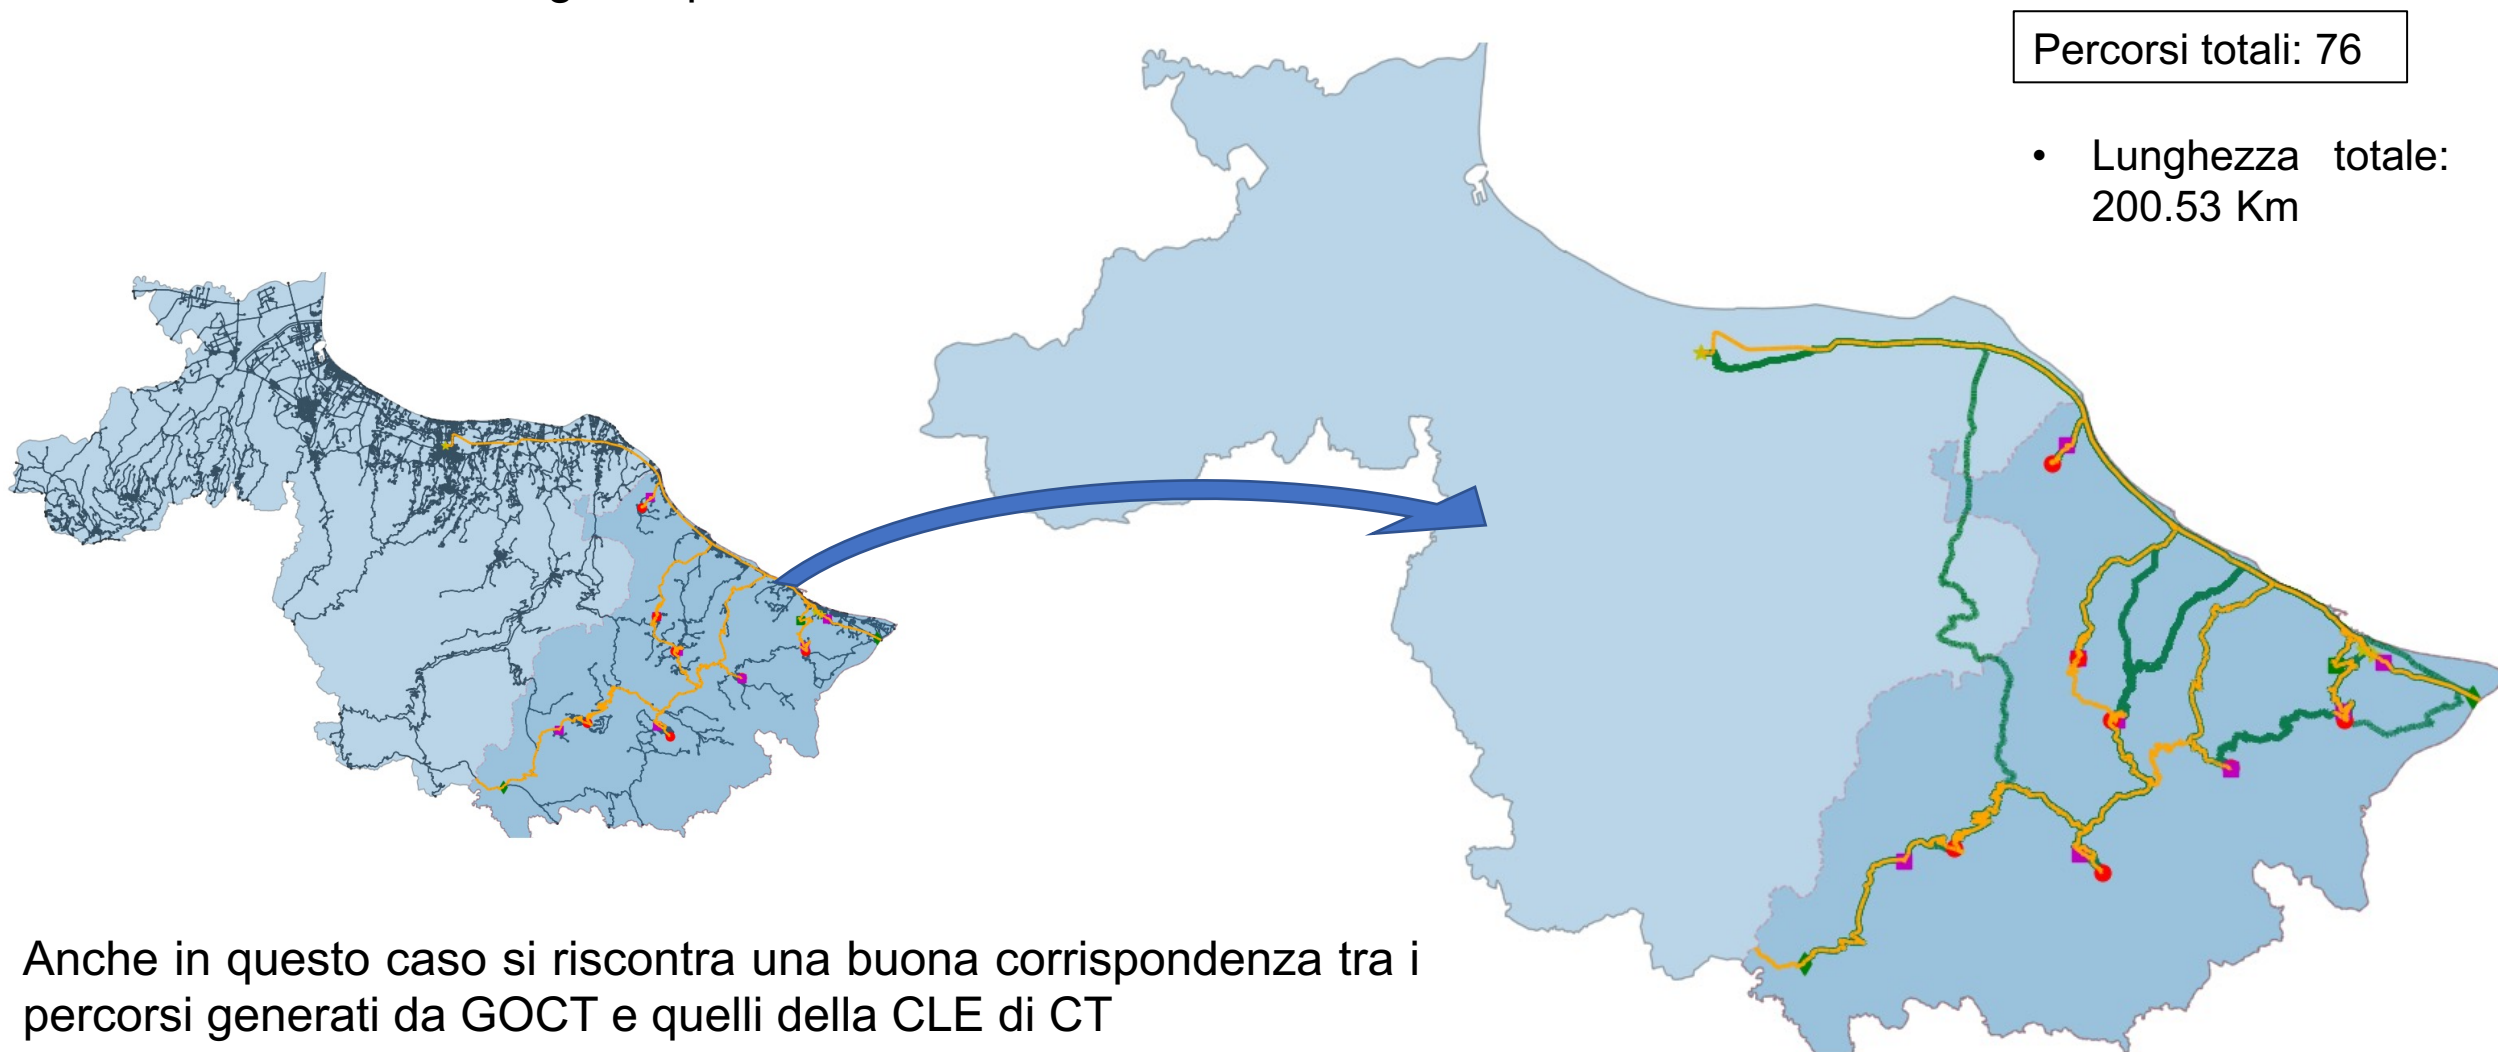 Percorsi totali: 76
• Lunghezza totale:
200.53 Km
Anche in questo caso si riscontra una buona corrispondenza tra i
percorsi generati da GOCT e quelli della CLE di CT